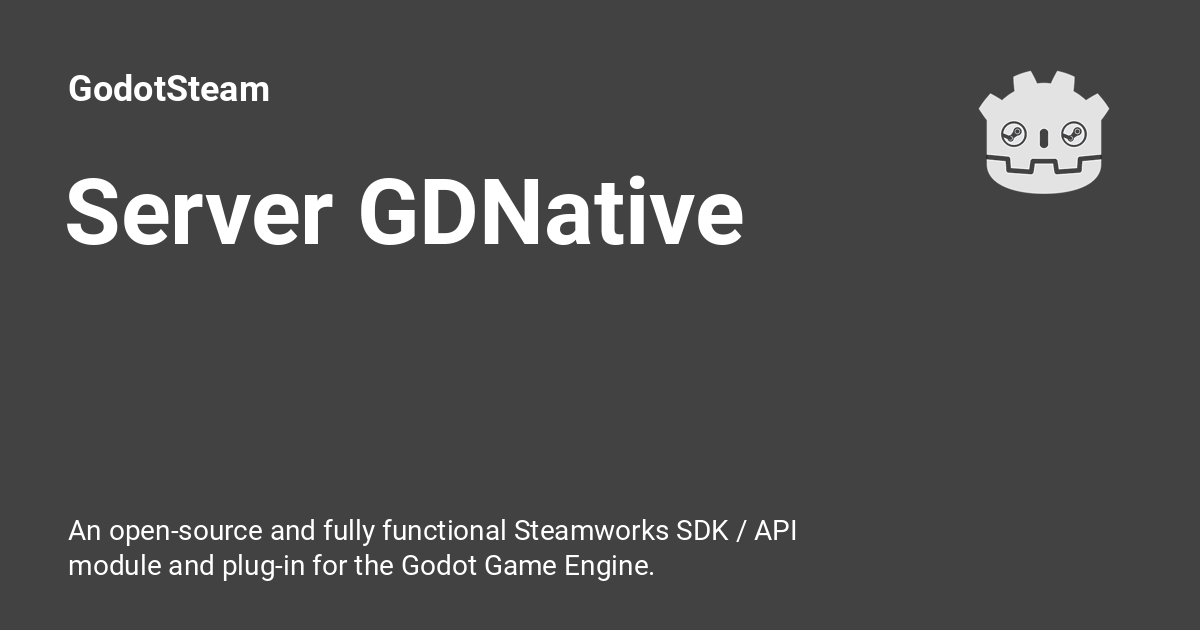 GodotSteam
Server GDNative
An open-source and fully functional Steamworks SDK / API
module and plug-in for the Godot Game Engine.